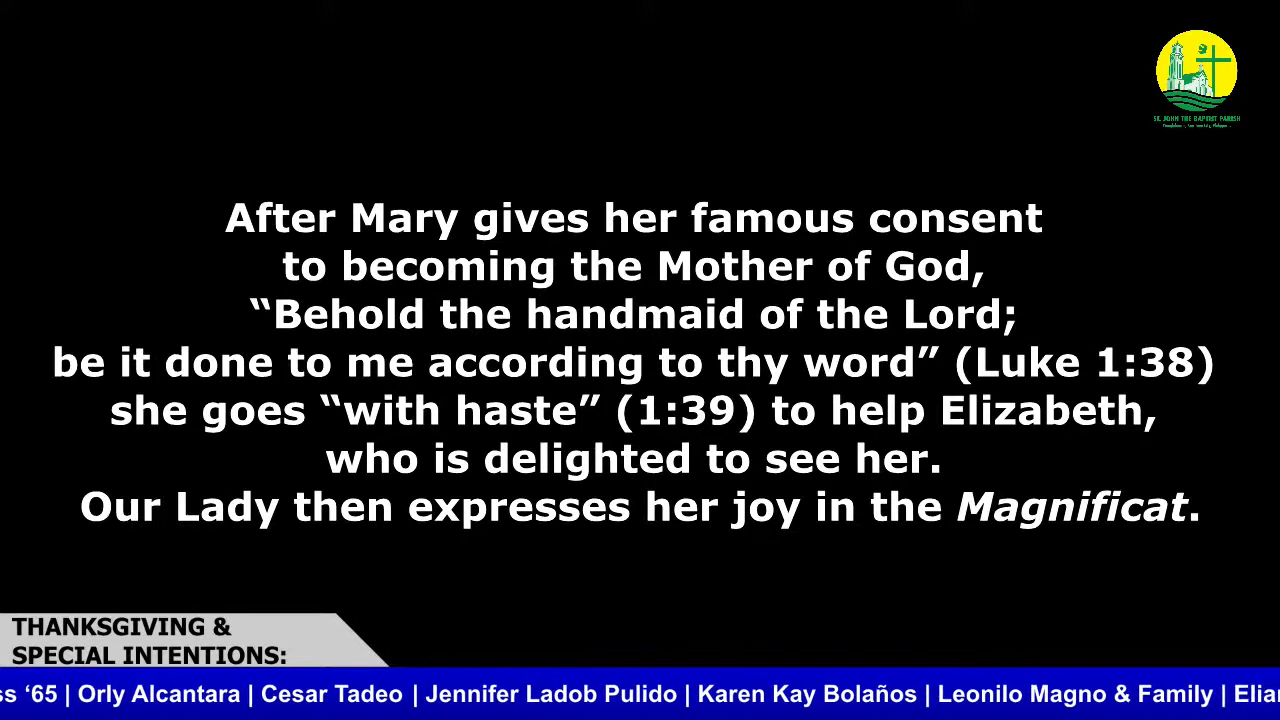 ST. JOHN THE BAPTIST PARISH
After Mary gives her famous consent
to becoming the Mother of God,
“Behold the handmaid of the Lord;
be it done to me according to thy word” (Luke 1:38)
she goes “with haste” (1:39) to help Elizabeth,
who is delighted to see her.
Our Lady then expresses her joy in the Magnificat.
THANKSGIVING &
SPECIAL INTENTIONS:
ss ‘65 | Orly Alcantara | Cesar Tadeo | Jennifer Ladob Pulido | Karen Kay Bolaños | Leonilo Magno & Family | Elian